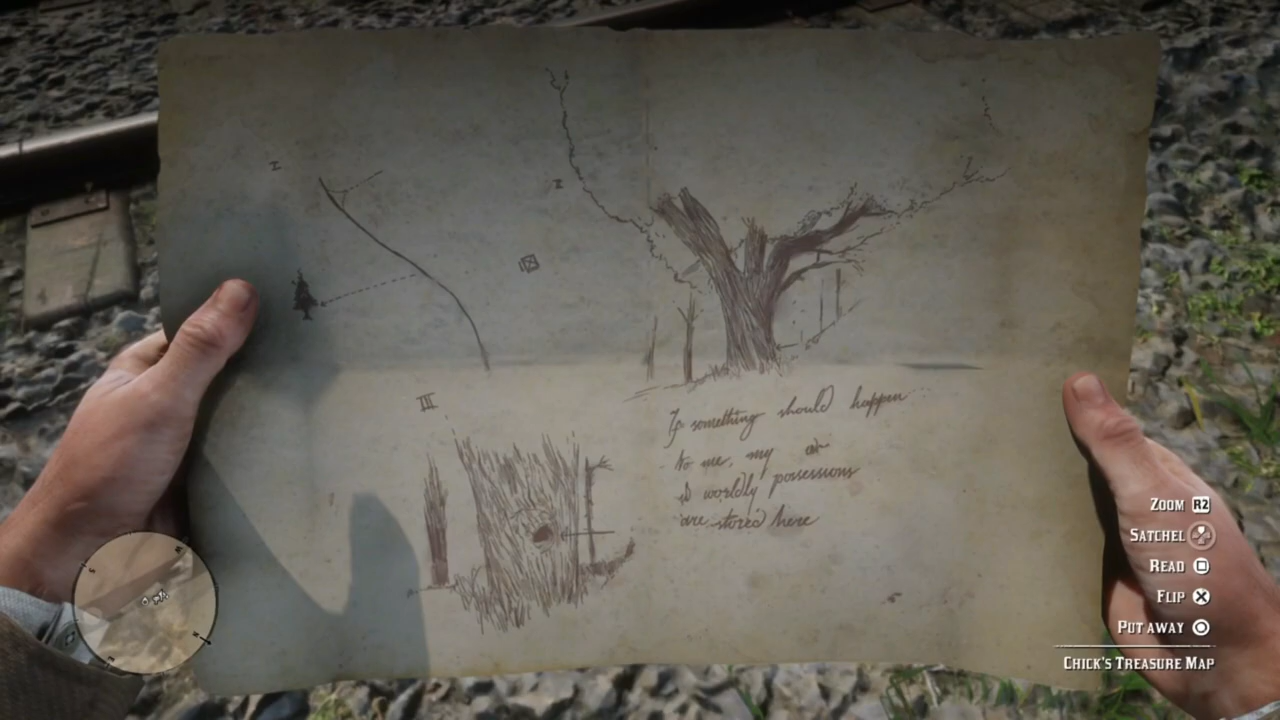 I
I
III
If something should happen
to me, my
worldly possessions
are stored here
ZOOM R2
SATCHEL
READ
FLIP
PUT AWAY
CHICK'S TREASURE MAP